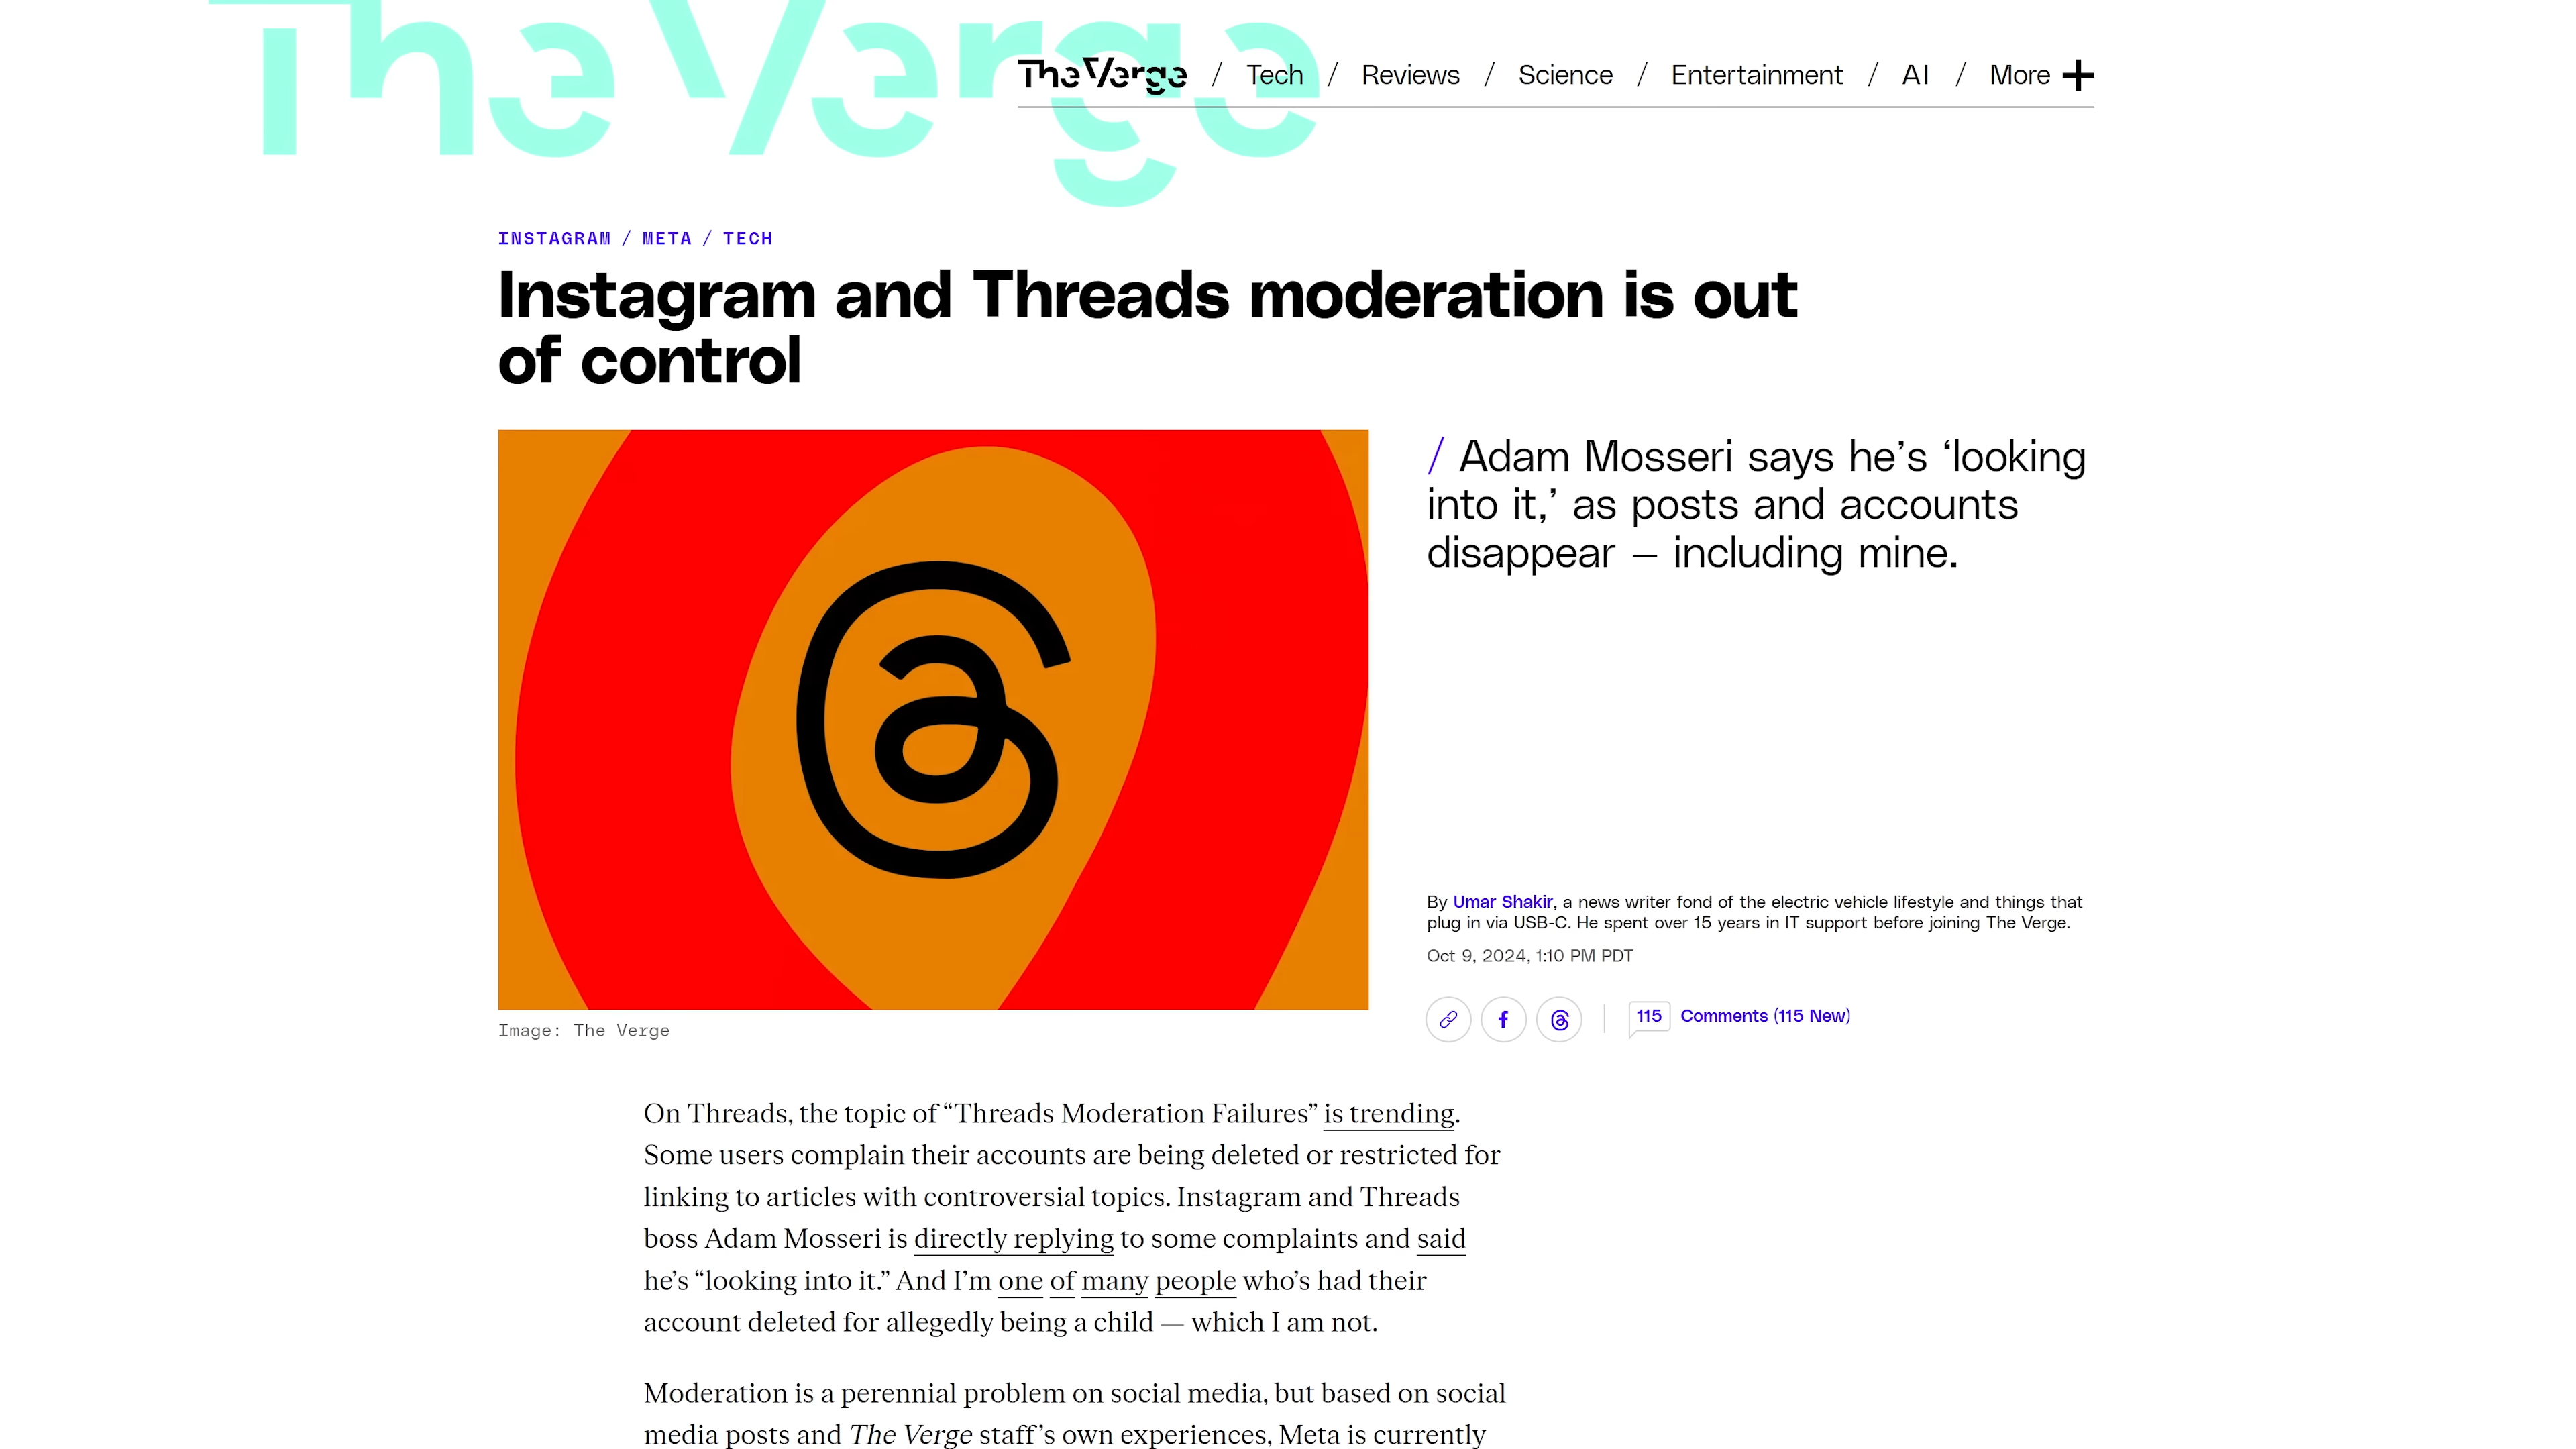 The Verge
The Verge / Tech / Reviews / Science / Entertainment / AI / More +
INSTAGRAM / META / TECH
Instagram and Threads moderation is out
of control
/ Adam Mosseri says he’s ‘looking
into it,’ as posts and accounts
disappear — including mine.
By Umar Shakir, a news writer fond of the electric vehicle lifestyle and things that
plug in via USB-C. He spent over 15 years in IT support before joining The Verge.
Oct 9, 2024, 1:10 PM PDT
115 Comments (115 New)
Image: The Verge
On Threads, the topic of “Threads Moderation Failures” is trending.
Some users complain their accounts are being deleted or restricted for
linking to articles with controversial topics. Instagram and Threads
boss Adam Mosseri is directly replying to some complaints and said
he’s “looking into it.” And I’m one of many people who’s had their
account deleted for allegedly being a child — which I am not.
Moderation is a perennial problem on social media, but based on social
media posts and The Verge staff’s own experiences, Meta is currently